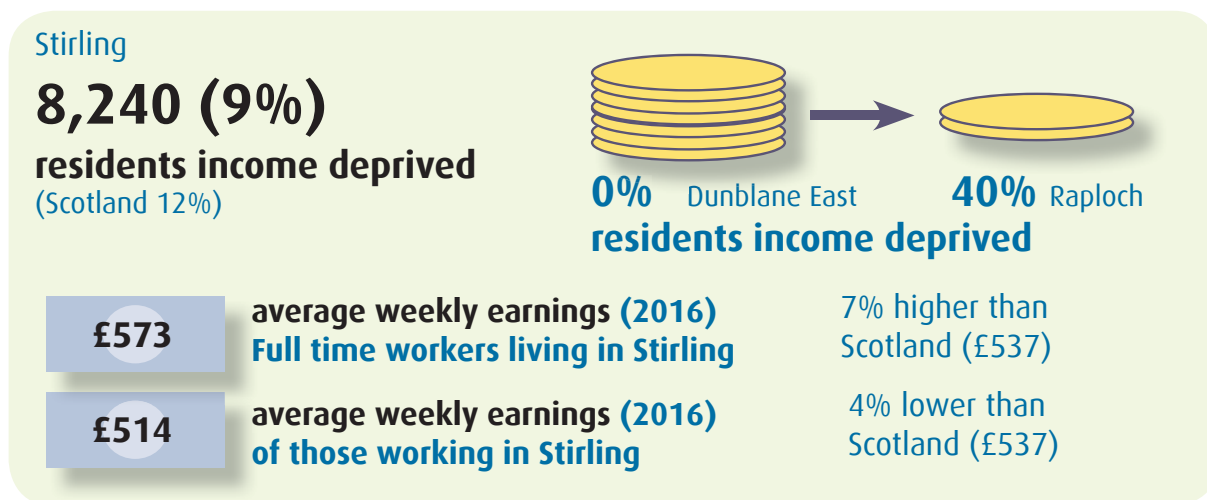 Stirling
8,240 (9%)
residents income deprived
(Scotland 12%)
0% Dunblane East
40% Raploch
residents income deprived
£573
average weekly earnings (2016)
Full time workers living in Stirling
7% higher than
Scotland (£537)
£514
average weekly earnings (2016)
of those working in Stirling
4% lower than
Scotland (£537)